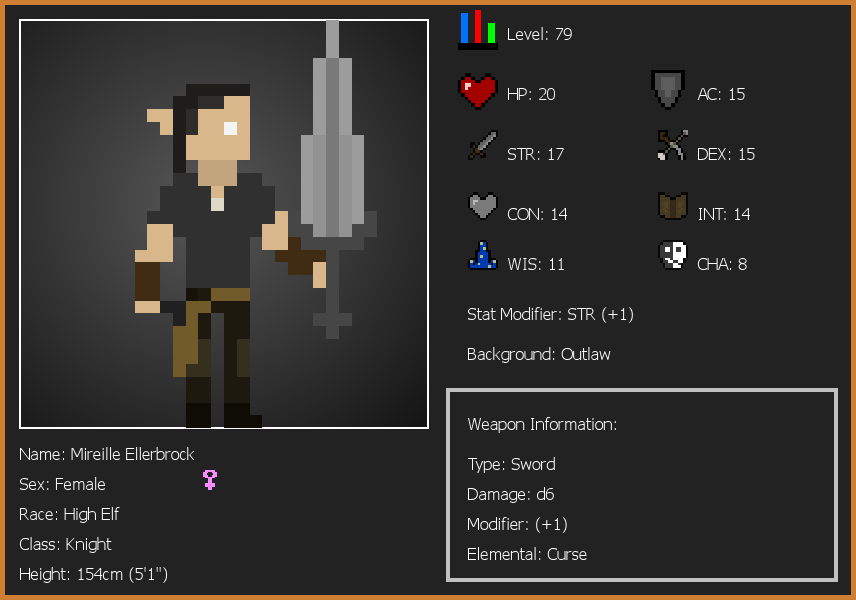 Level: 79
HP: 20
AC: 15
STR: 17
DEX: 15
CON: 14
INT: 14
WIS: 11
CHA: 8
Stat Modifier: STR (+1)
Background: Outlaw
Weapon Information:
Type: Sword
Damage: d6
Modifier: (+1)
Elemental: Curse
Name: Mireille Ellerbrock
Sex: Female
Race: High Elf
Class: Knight
Height: 154cm (5'1")